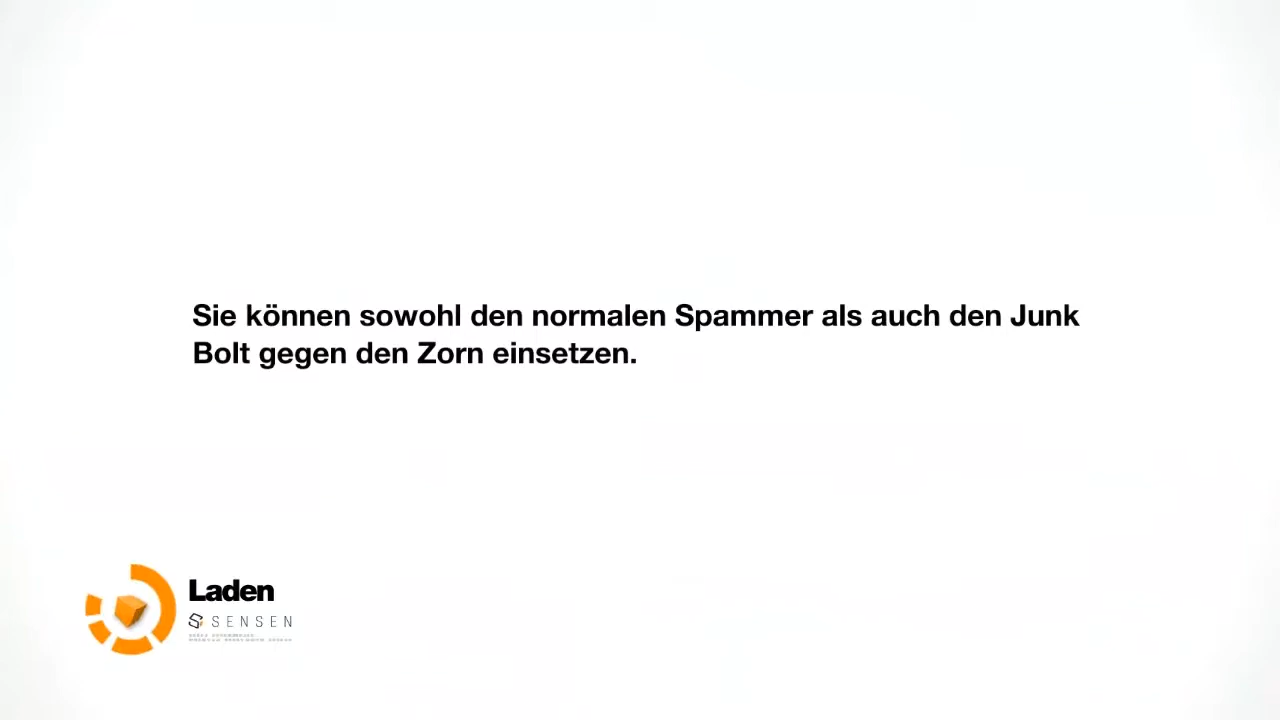 Sie können sowohl den normalen Spammer als auch den Junk
Bolt gegen den Zorn einsetzen.
Laden
SENSEN